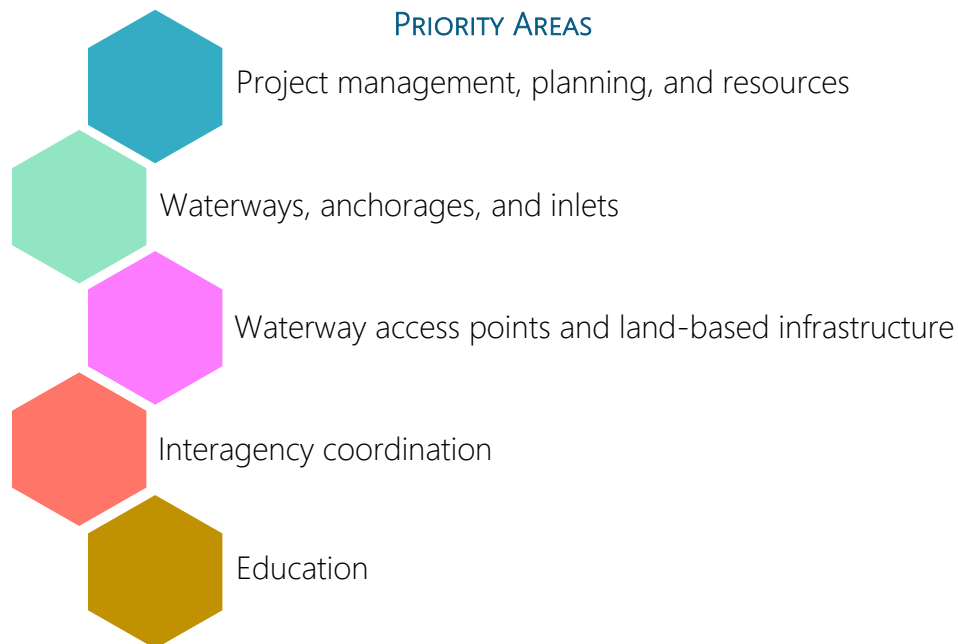 Priority Areas
Project management, planning, and resources
Waterways, anchorages, and inlets
Waterway access points and land-based infrastructure
Interagency coordination
Education